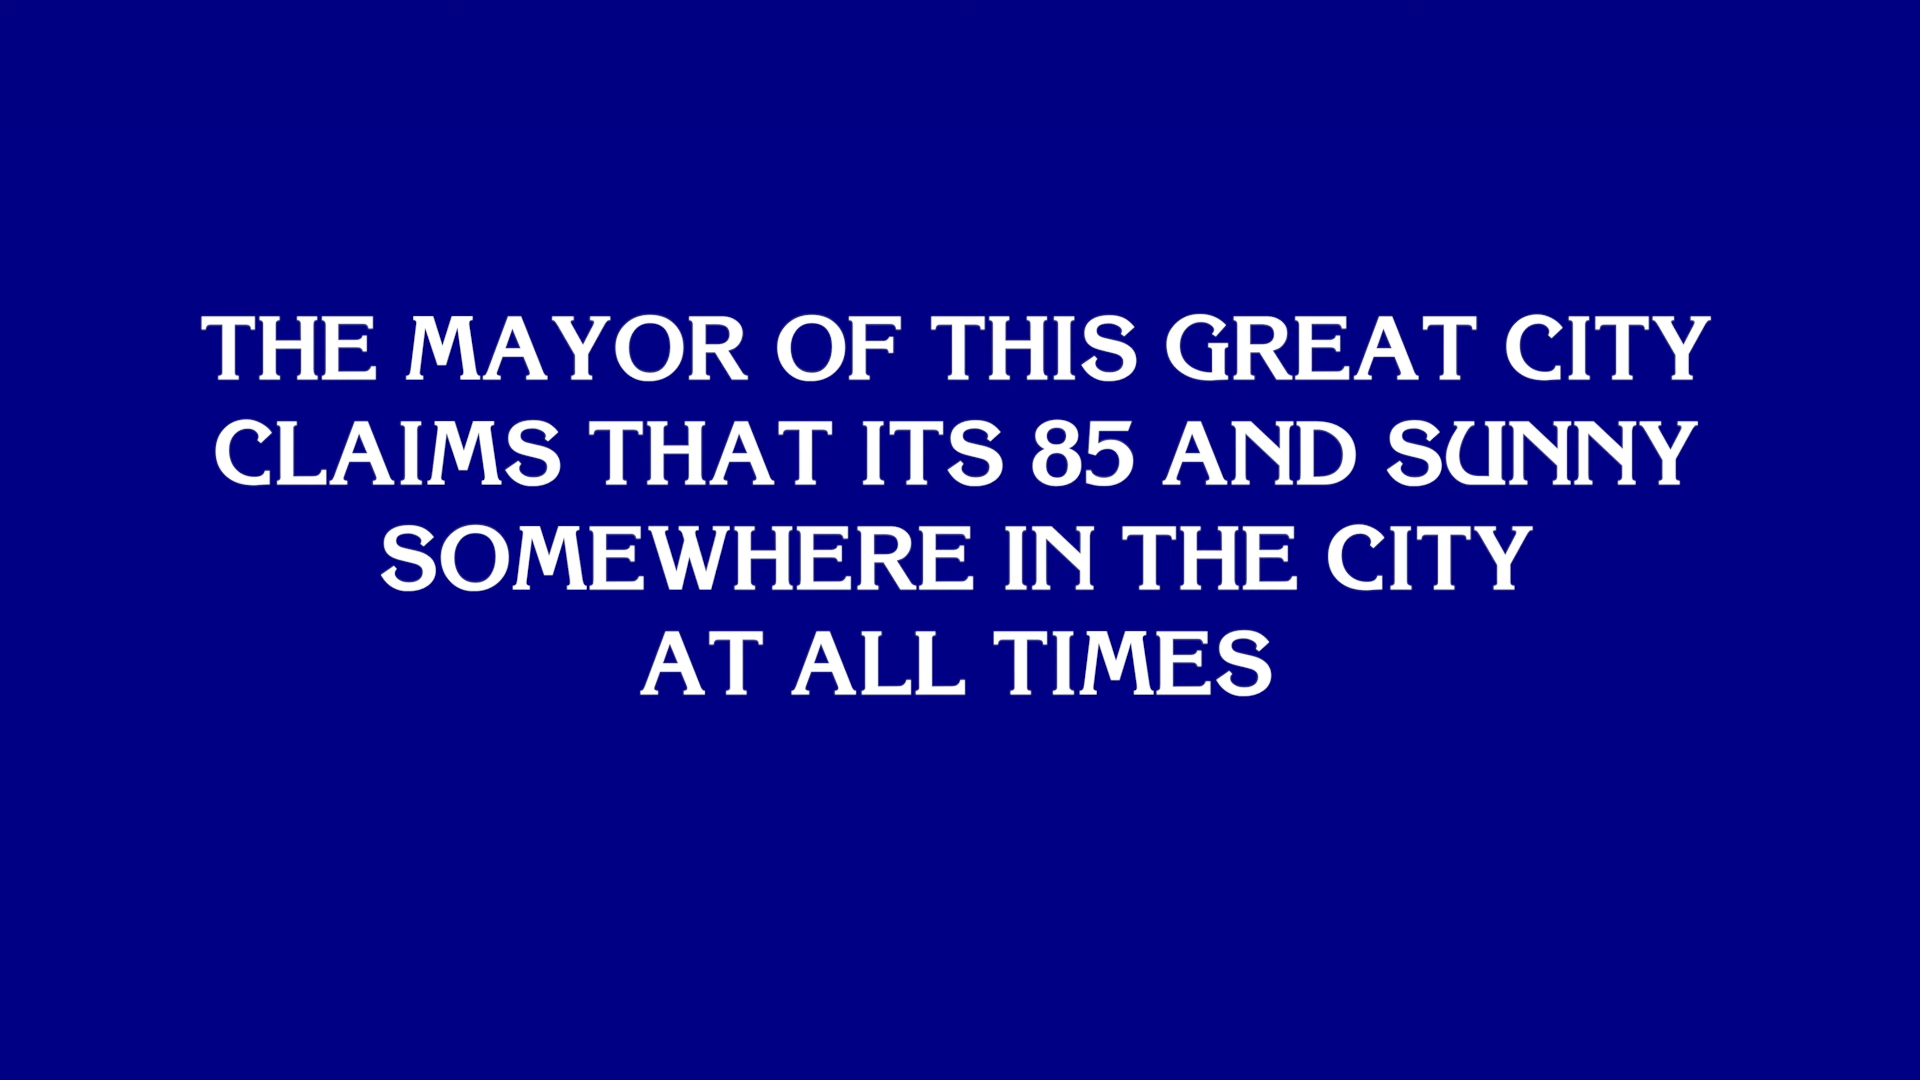 THE MAYOR OF THIS GREAT CITY
CLAIMS THAT ITS 85 AND SUNNY
SOMEWHERE IN THE CITY
AT ALL TIMES